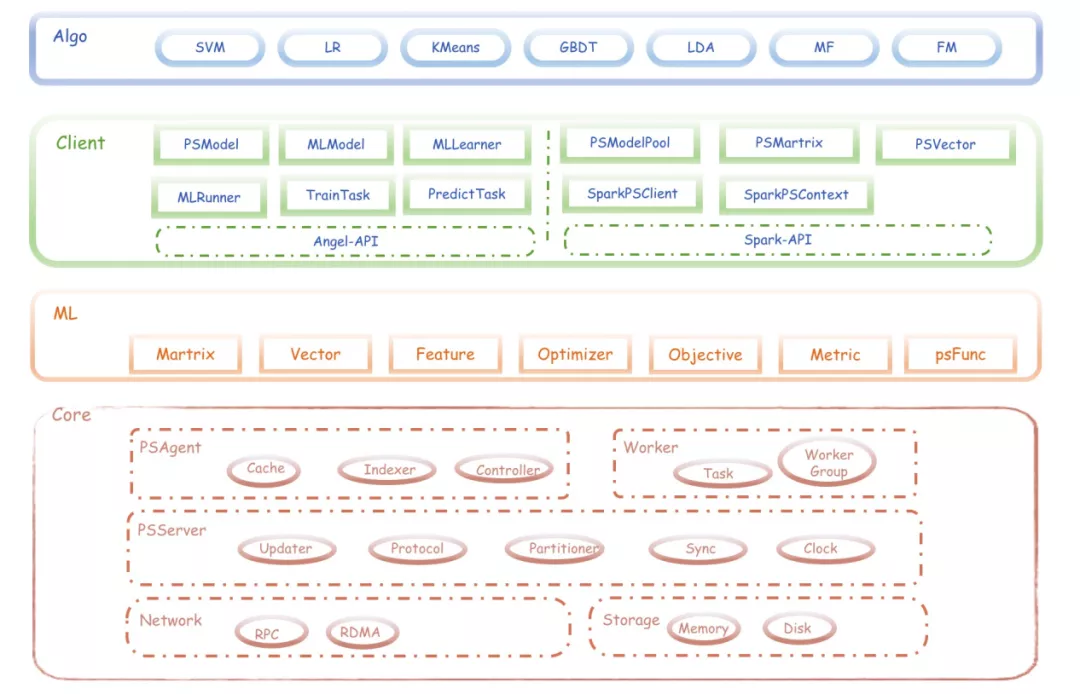 Algo
SVM
LR
KMeans
GBDT
LDA
MF
FM
Client
PSModel
MLModel
MLLearner
PSModelPool
PSMartrix
PSVector
MLRunner
TrainTask
PredictTask
SparkPSClient
SparkPSContext
Angel-API
Spark-API
ML
Martrix
Vector
Feature
Optimizer
Objective
Metric
psFunc
Core
PSAgent
Cache
Indexer
Controller
Worker
Task
Worker
Group
PSServer
Updater
Protocol
Partitioner
Sync
Clock
Network
RPC
RDMA
Storage
Memory
Disk